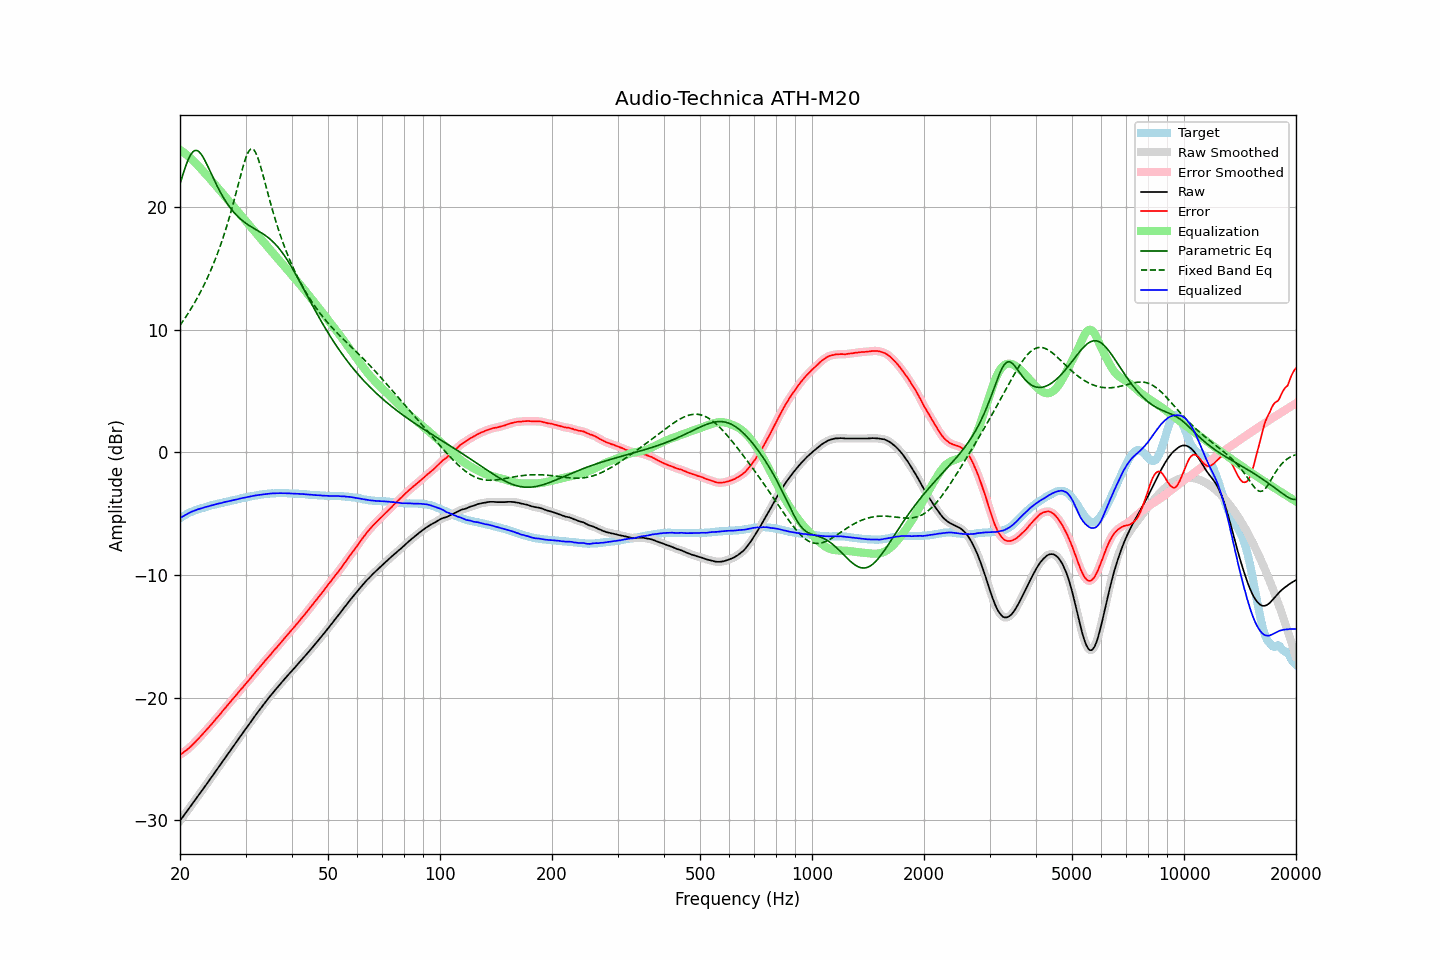 Audio-Technica ATH-M20
Target
Raw Smoothed
Error Smoothed
Raw
Error
Equalization
Parametric Eq
Fixed Band Eq
Equalized
Amplitude (dBr)
20
10
0
−10
−20
−30
20 50 100 200 500 1000 2000 5000 10000 20000
Frequency (Hz)